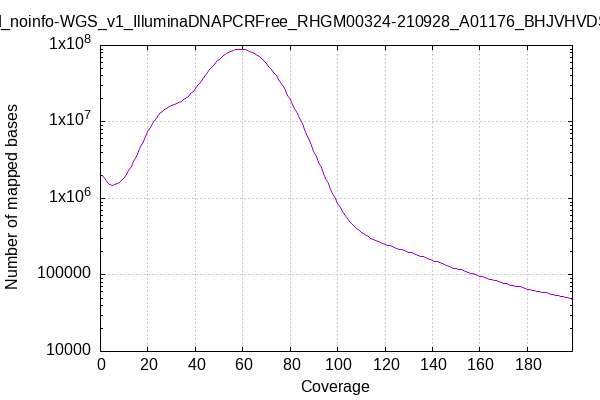 _noinfo-WGS_v1_IlluminaDNAPCRFree_RHGM00324-210928_A01176_BHJVHVDS
1x10^8
1x10^7
1x10^6
100000
10000
Number of mapped bases
0 20 40 60 80 100 120 140 160 180
Coverage